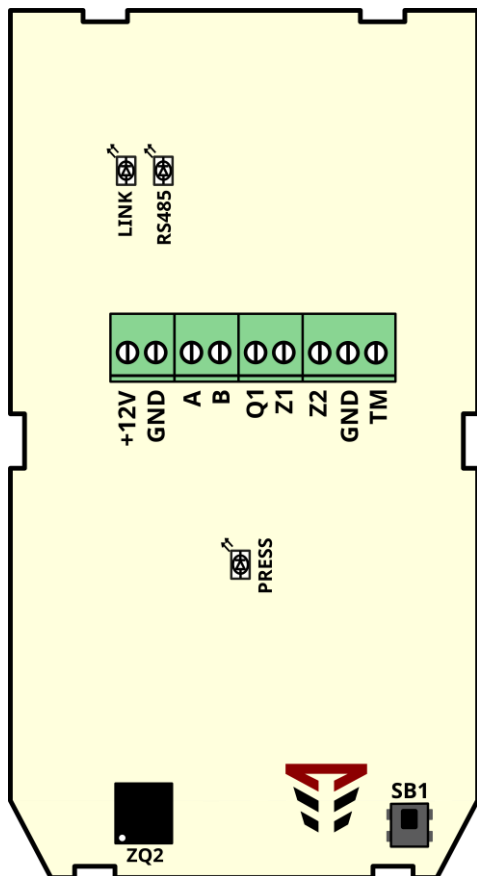 LINK
RS485
+12V
GND
A
B
Q1
Z1
Z2
GND
TM
PRESS
SB1
ZQ2